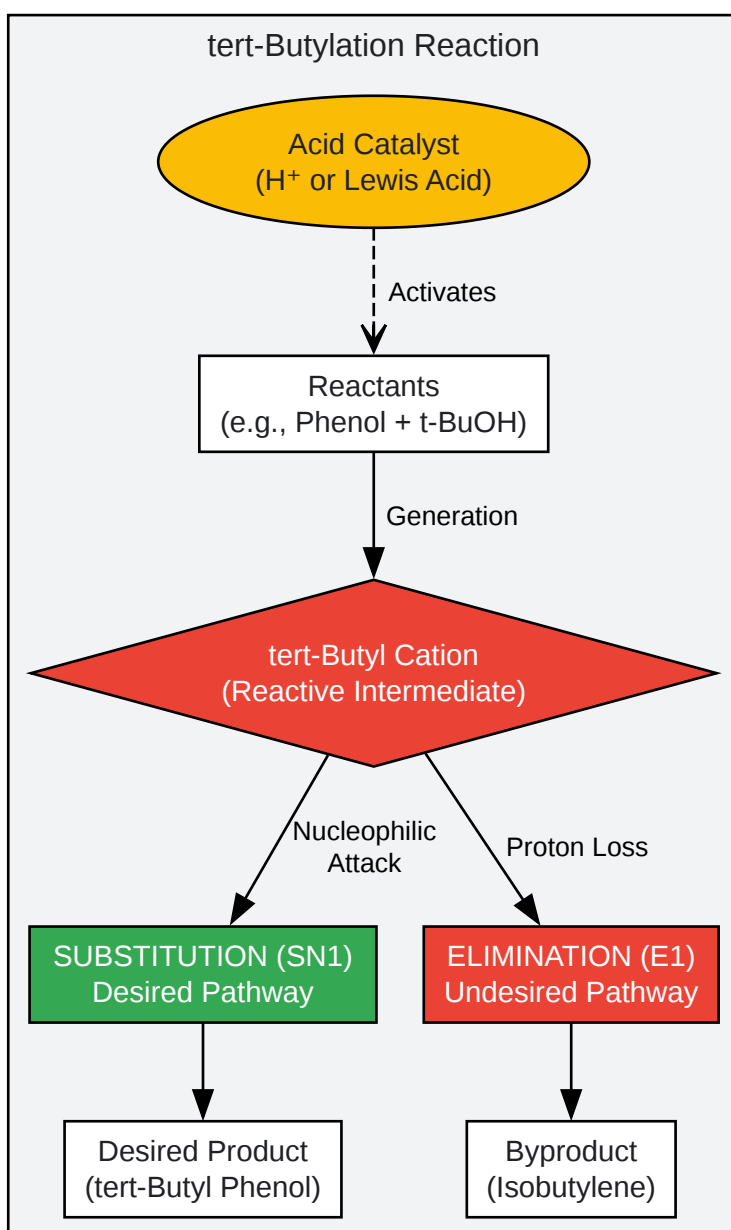 tert-Butylation Reaction
Acid Catalyst
(H⁺ or Lewis Acid)
Activates
Reactants
(e.g., Phenol + t-BuOH)
Generation
tert-Butyl Cation
(Reactive Intermediate)
Nucleophilic
Attack
Proton Loss
SUBSTITUTION (SN1)
Desired Pathway
ELIMINATION (E1)
Undesired Pathway
Desired Product
(tert-Butyl Phenol)
Byproduct
(Isobutylene)